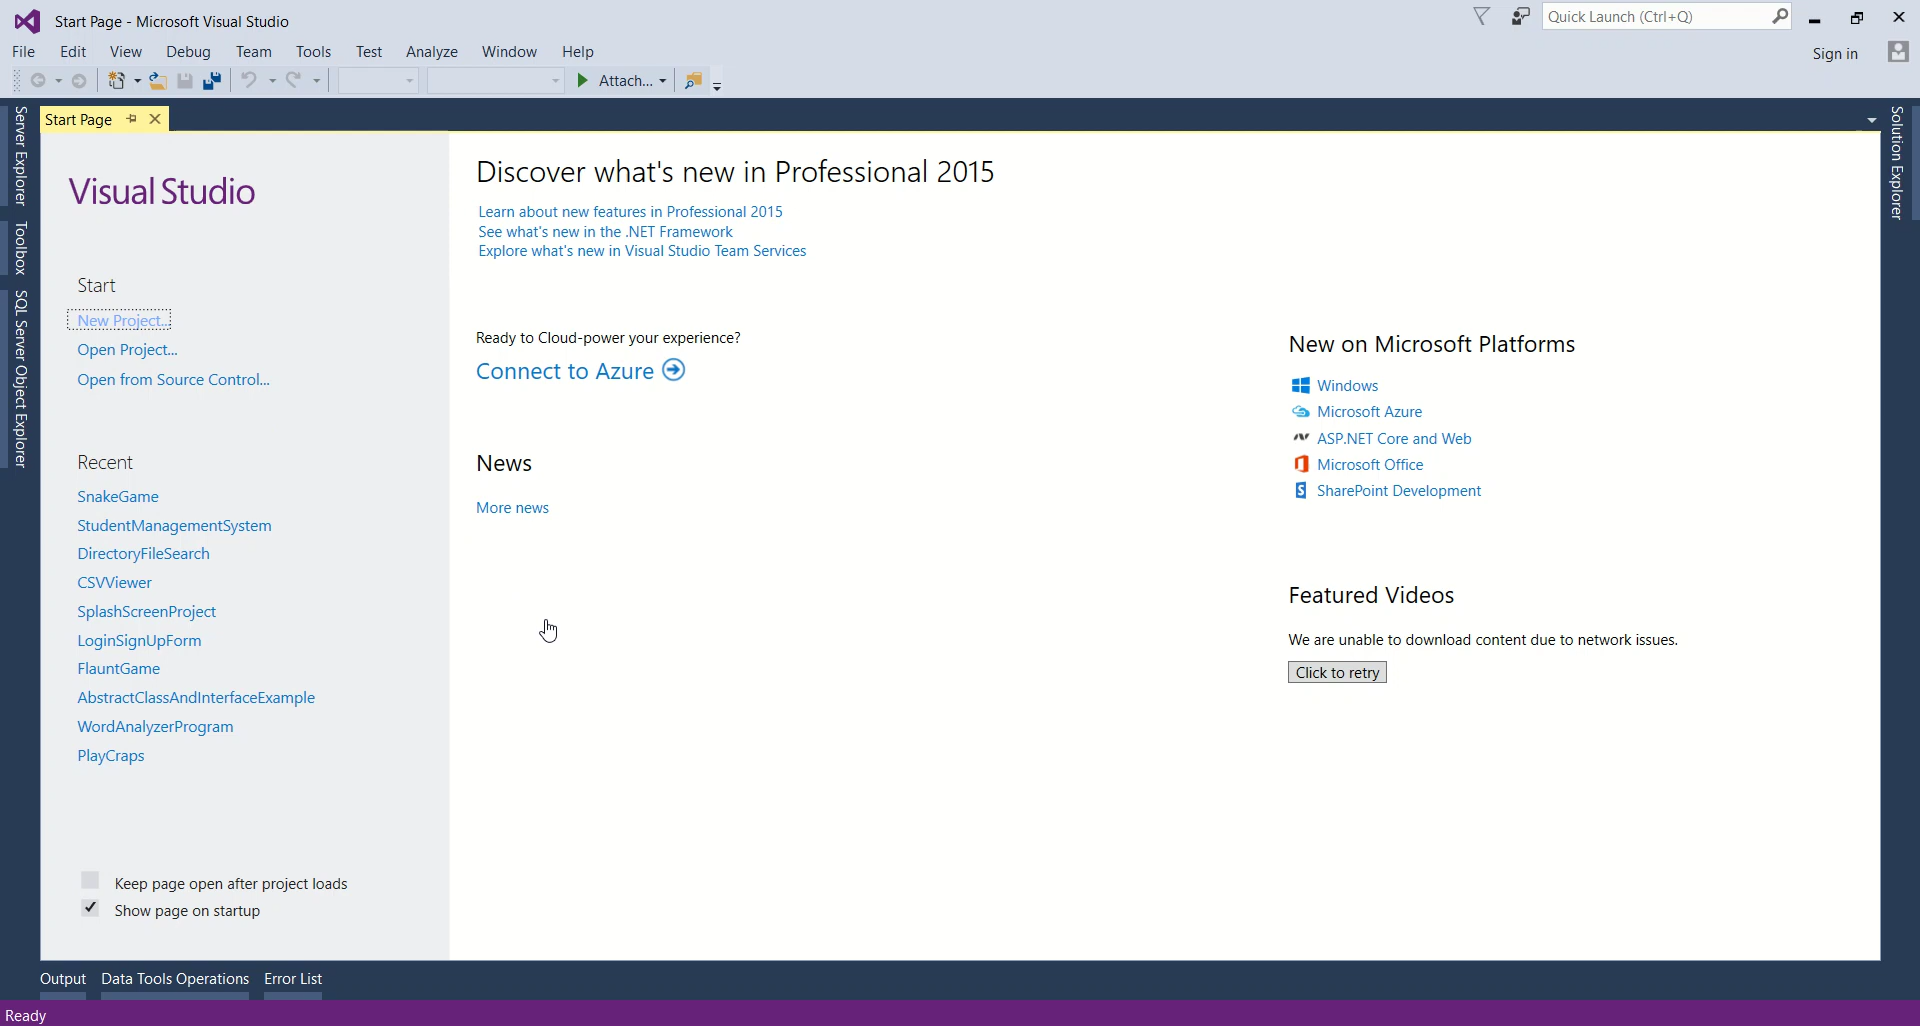 Start Page - Microsoft Visual Studio
Quick Launch (Ctrl+Q)
File Edit View Debug Team Tools Test Analyze Window Help
Sign in
Attach...
Server Explorer
Toolbox
SQL Server Object Explorer
Start Page
Solution Explorer
Visual Studio
Start
New Project...
Open Project...
Open from Source Control...
Recent
SnakeGame
StudentManagementSystem
DirectoryFileSearch
CSVViewer
SplashScreenProject
LoginSignUpForm
FlauntGame
AbstractClassAndInterfaceExample
WordAnalyzerProgram
PlayCraps
Keep page open after project loads
Show page on startup
Discover what's new in Professional 2015
Learn about new features in Professional 2015
See what's new in the .NET Framework
Explore what's new in Visual Studio Team Services
Ready to Cloud-power your experience?
Connect to Azure
News
More news
New on Microsoft Platforms
Windows
Microsoft Azure
ASP.NET Core and Web
Microsoft Office
SharePoint Development
Featured Videos
We are unable to download content due to network issues.
Click to retry
Output Data Tools Operations Error List
Ready